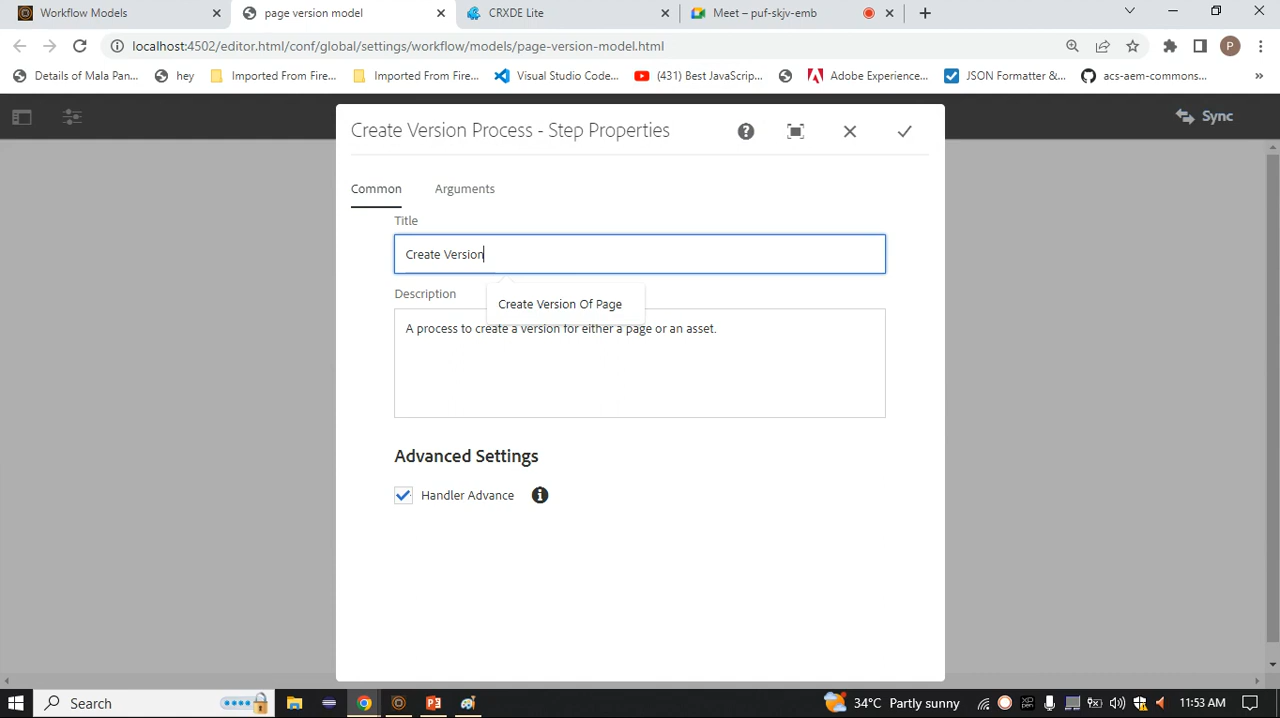 Workflow Models
page version model
CRXDE Lite
Meet – puf-skjv-emb
localhost:4502/editor.html/conf/global/settings/workflow/models/page-version-model.html
P
Details of Mala Pan...
hey
Imported From Fire...
Imported From Fire...
Visual Studio Code...
(431) Best JavaScrip...
Adobe Experience...
JSON Formatter &...
acs-aem-commons...
»
Sync
Create Version Process - Step Properties
Common
Arguments
Title
Create Version
Description
Create Version Of Page
A process to create a version for either a page or an asset.
Advanced Settings
Handler Advance
Search
34°C Partly sunny
11:53 AM